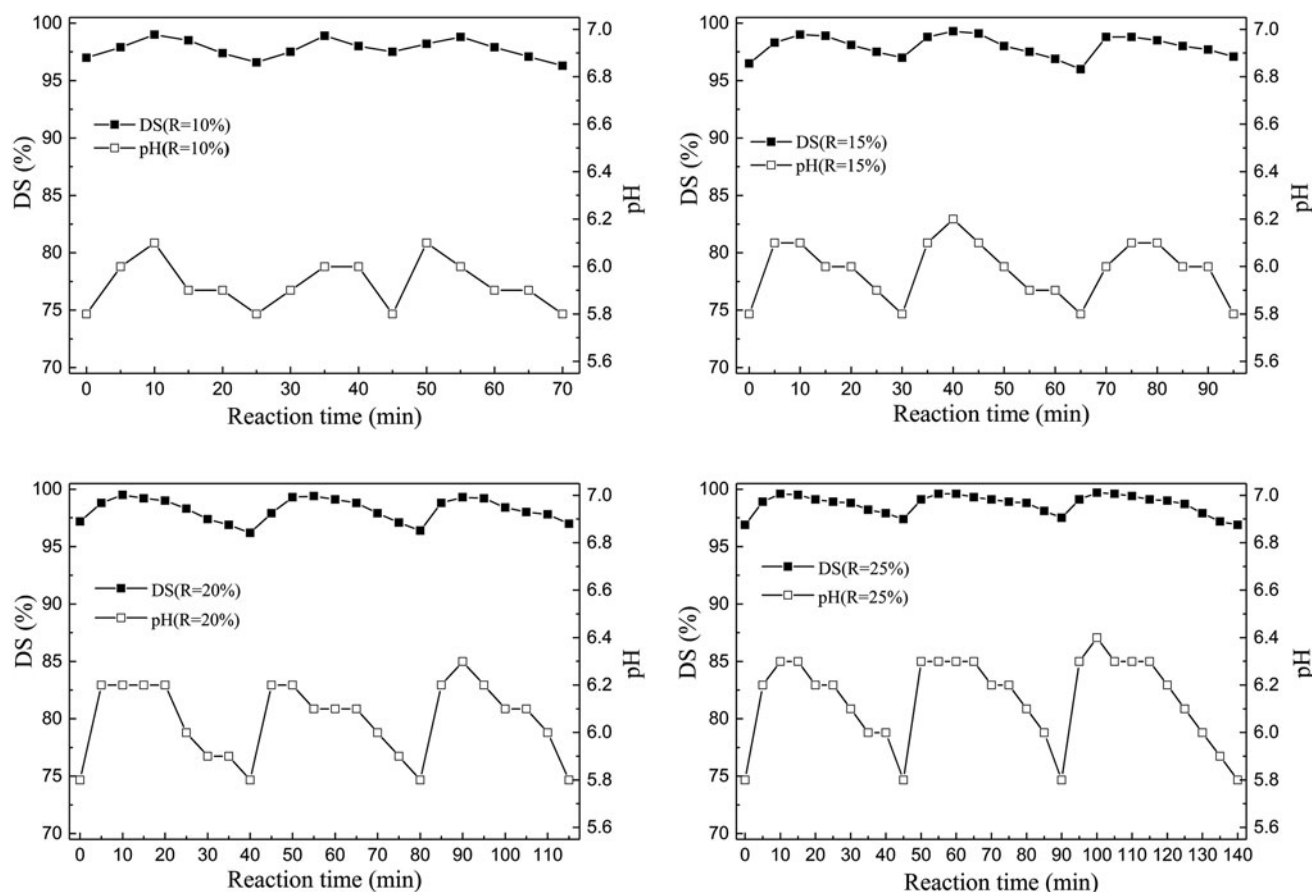 100
95
90
85
80
75
70
DS (%)
DS(R=10%)
pH(R=10%)
7.0
6.8
6.6
6.4
6.2
6.0
5.8
5.6
pH
0 10 20 30 40 50 60 70
Reaction time (min)
100
95
90
85
80
75
70
DS (%)
DS(R=15%)
pH(R=15%)
7.0
6.8
6.6
6.4
6.2
6.0
5.8
5.6
pH
0 10 20 30 40 50 60 70 80 90
Reaction time (min)
100
95
90
85
80
75
70
DS (%)
DS(R=20%)
pH(R=20%)
7.0
6.8
6.6
6.4
6.2
6.0
5.8
5.6
pH
0 10 20 30 40 50 60 70 80 90 100 110
Reaction time (min)
100
95
90
85
80
75
70
DS (%)
DS(R=25%)
pH(R=25%)
7.0
6.8
6.6
6.4
6.2
6.0
5.8
5.6
pH
0 10 20 30 40 50 60 70 80 90 100 110 120 130 140
Reaction time (min)